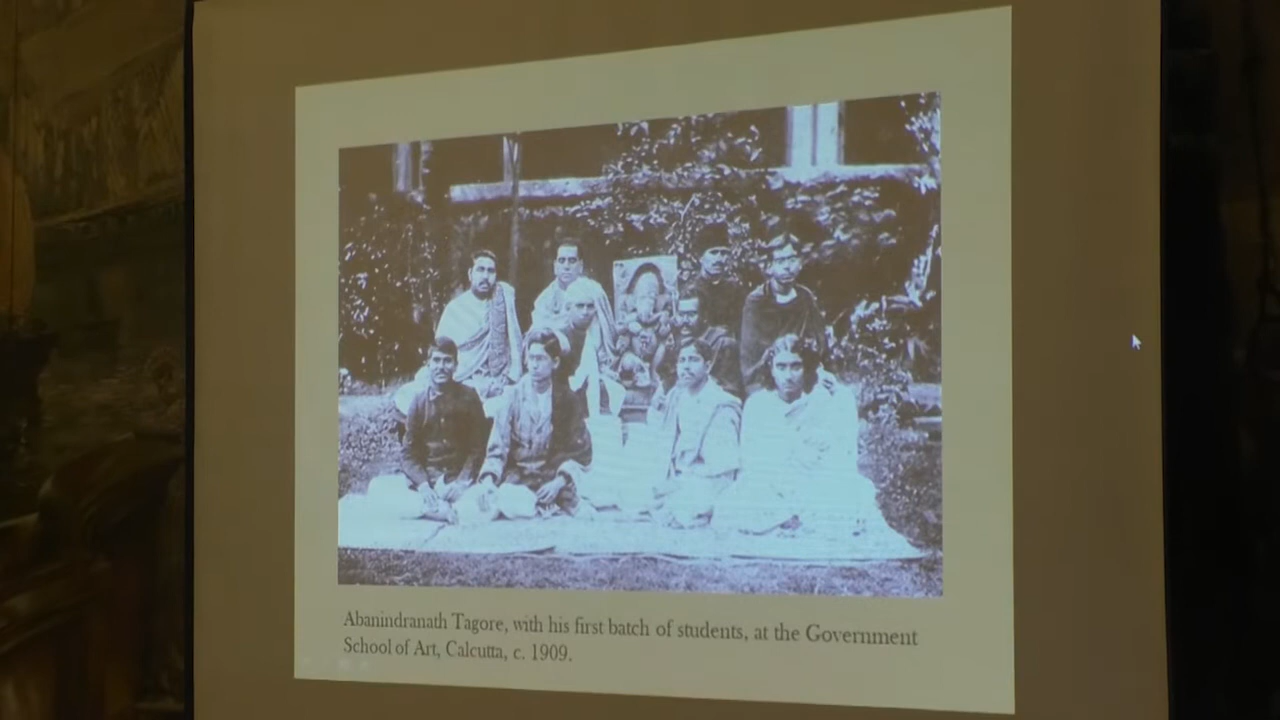 Abanindranath Tagore, with his first batch of students, at the Government
School of Art, Calcutta, c. 1909.